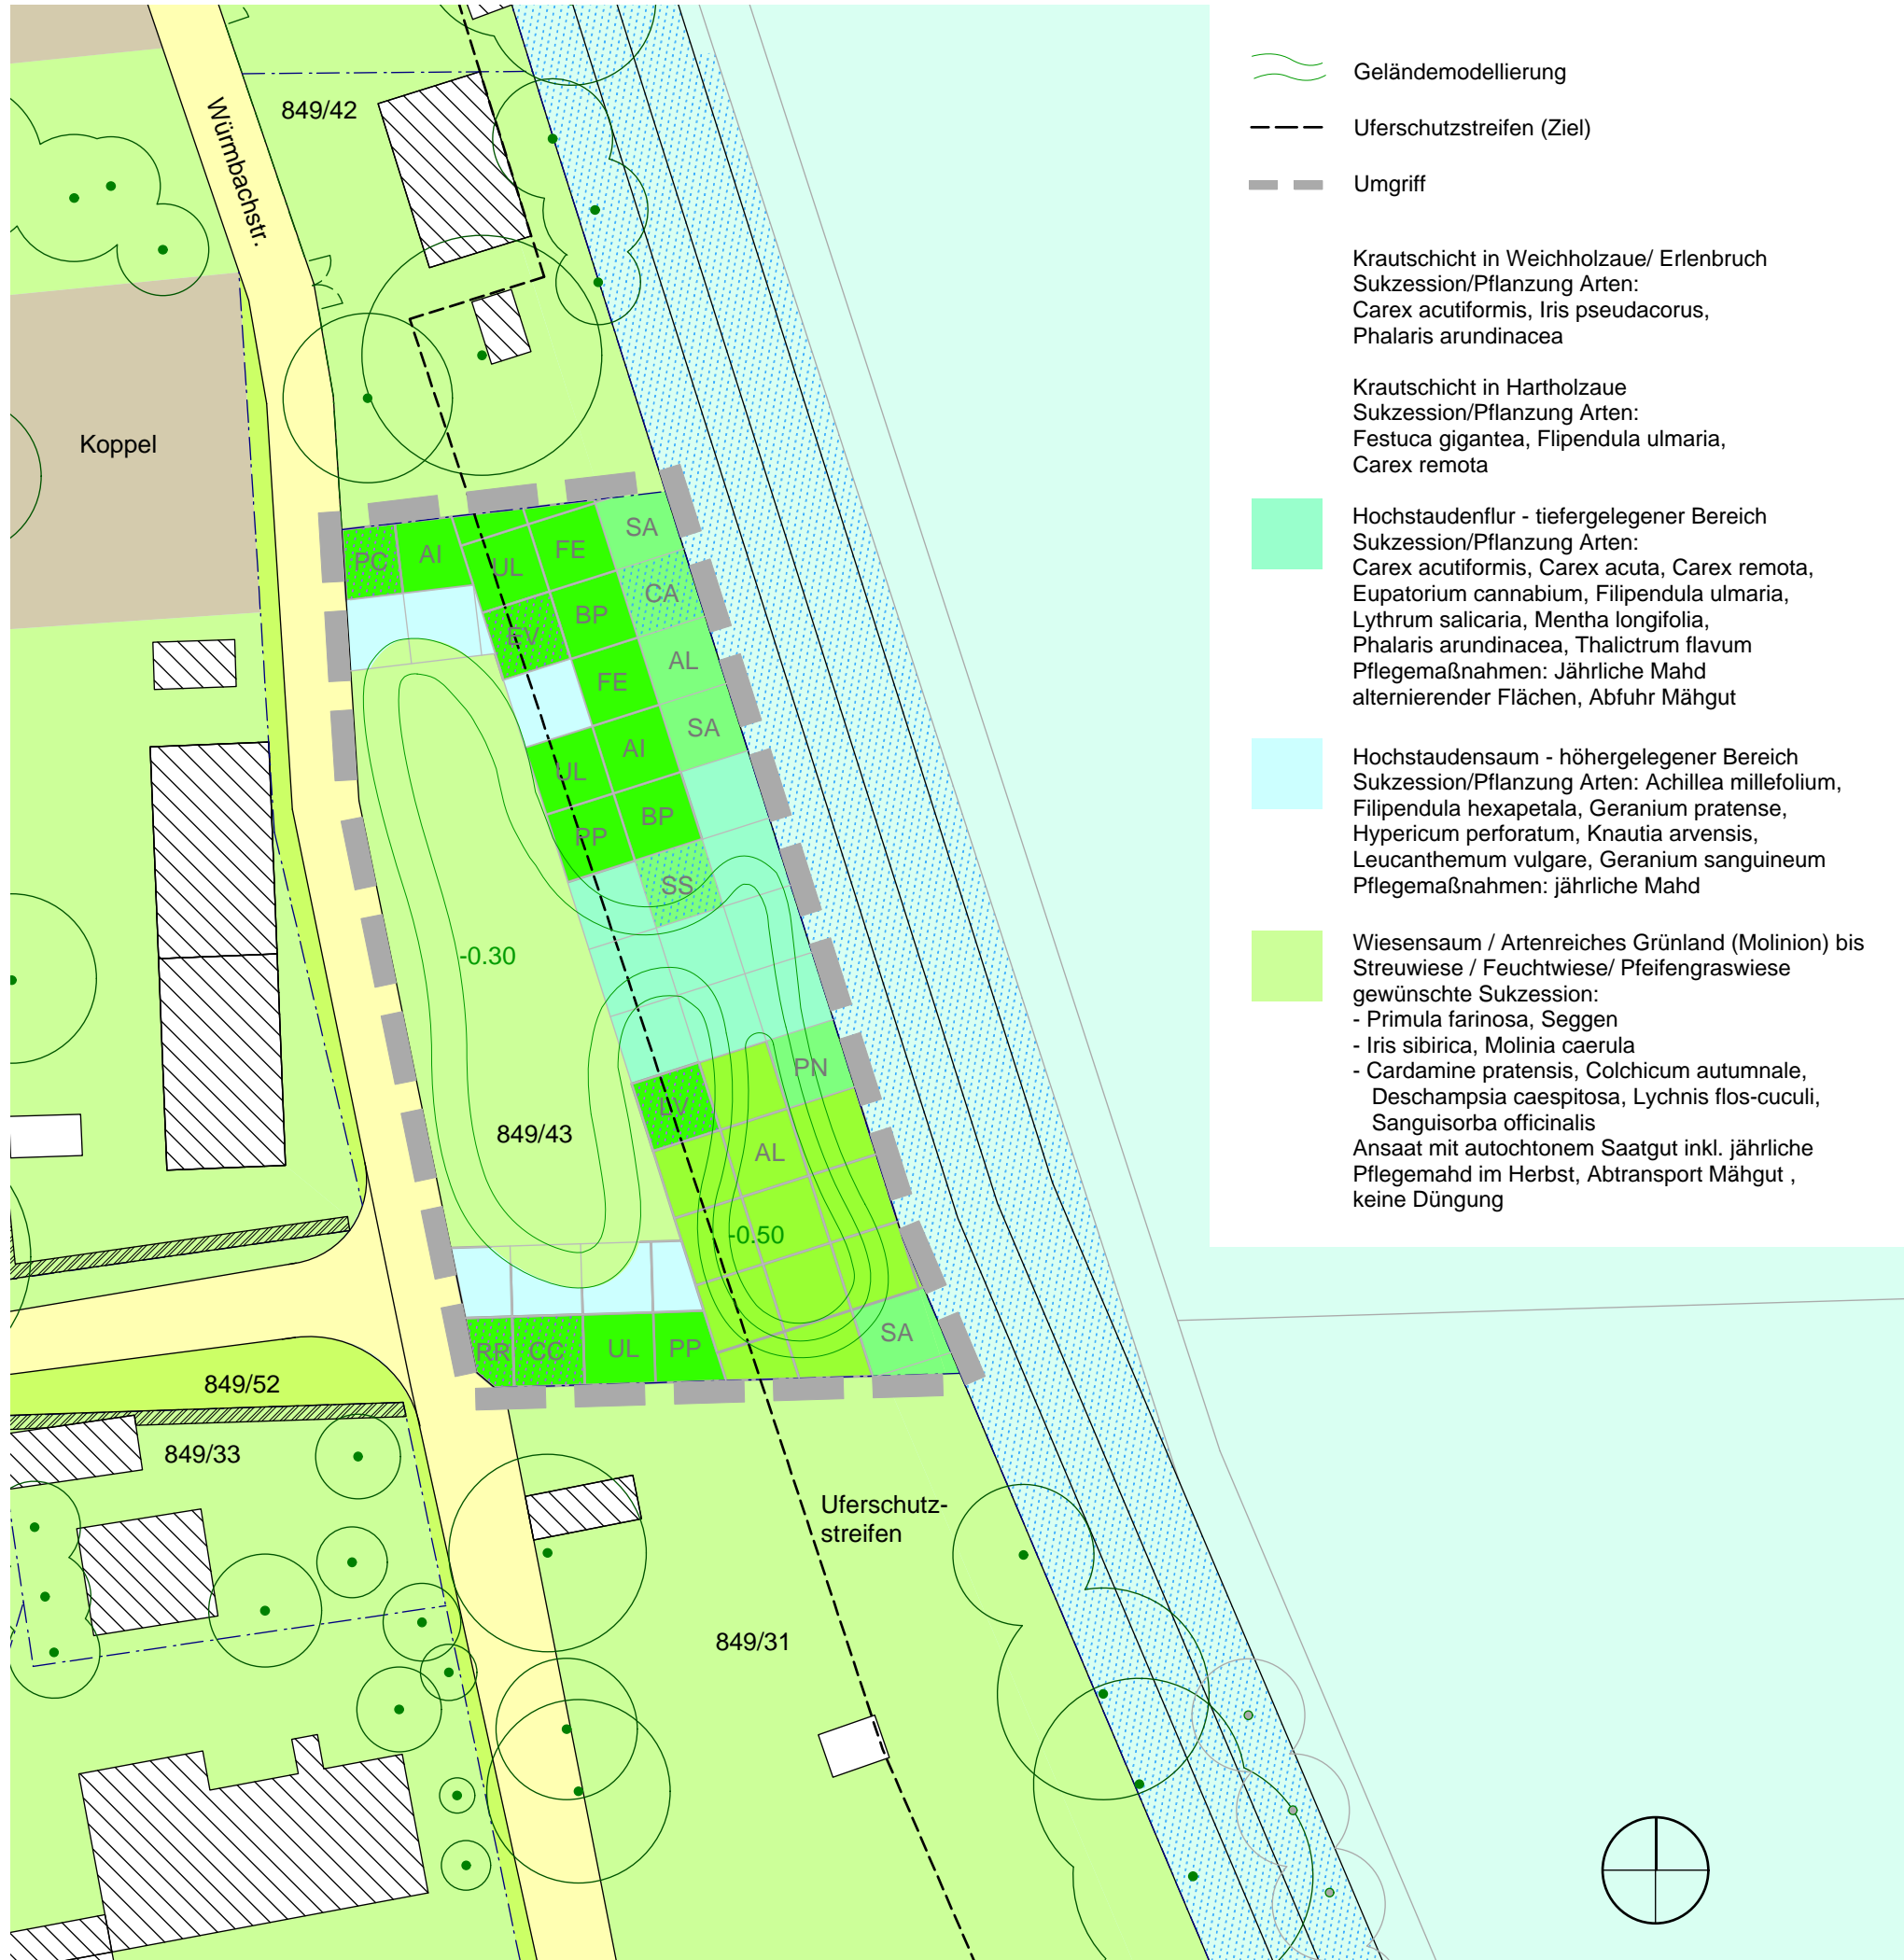 Geländemodellierung
Uferschutzstreifen (Ziel)
Umgriff
Krautschicht in Weichholzaue/ Erlenbruch
Sukzession/Pflanzung Arten:
Carex acutiformis, Iris pseudacorus,
Phalaris arundinacea
Krautschicht in Hartholzaue
Sukzession/Pflanzung Arten:
Festuca gigantea, Flipendula ulmaria,
Carex remota
Hochstaudenflur - tiefergelegener Bereich
Sukzession/Pflanzung Arten:
Carex acutiformis, Carex acuta, Carex remota,
Eupatorium cannabium, Filipendula ulmaria,
Lythrum salicaria, Mentha longifolia,
Phalaris arundinacea, Thalictrum flavum
Pflegemaßnahmen: Jährliche Mahd
alternierender Flächen, Abfuhr Mähgut
Hochstaudensaum - höhergelegener Bereich
Sukzession/Pflanzung Arten: Achillea millefolium,
Filipendula hexapetala, Geranium pratense,
Hypericum perforatum, Knautia arvensis,
Leucanthemum vulgare, Geranium sanguineum
Pflegemaßnahmen: jährliche Mahd
Wiesensaum / Artenreiches Grünland (Molinion) bis
Streuwiese / Feuchtwiese/ Pfeifengraswiese
gewünschte Sukzession:
- Primula farinosa, Seggen
- Iris sibirica, Molinia caerula
- Cardamine pratensis, Colchicum autumnale,
Deschampsia caespitosa, Lychnis flos-cuculi,
Sanguisorba officinalis
Ansaat mit autochtonem Saatgut inkl. jährliche
Pflegemahd im Herbst, Abtransport Mähgut ,
keine Düngung
849/42
Würmbachstr.
Koppel
SA
PC
AI
UL
FE
CA
BP
EV
AL
FE
SA
AI
UL
BP
PP
SS
-0.30
PN
849/43
AL
-0.50
SA
RR
CC
UL
PP
849/52
849/33
Uferschutz-
streifen
849/31